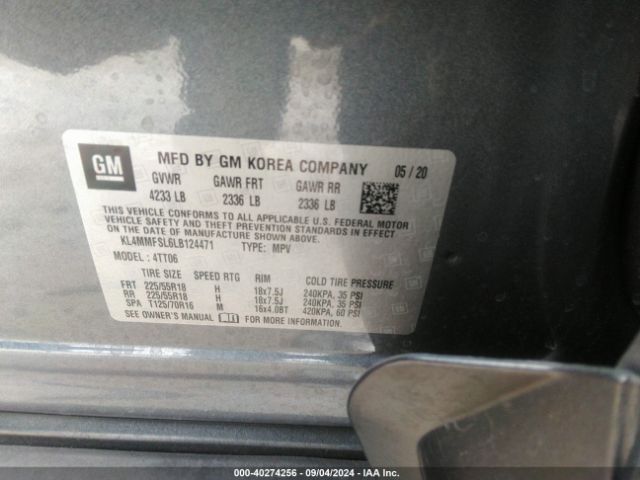 GM
MFD BY GM KOREA COMPANY 05/20
GVWR GAWR FRT GAWR RR
4233 LB 2336 LB 2336 LB
THIS VEHICLE CONFORMS TO ALL APPLICABLE U.S. FEDERAL MOTOR
VEHICLE SAFETY AND THEFT PREVENTION STANDARDS IN EFFECT
ON THE DATE OF MANUFACTURE SHOWN ABOVE.
KL4MMFSL6LB124471 TYPE: MPV
MODEL: 4TT06
TIRE SIZE SPEED RTG RIM COLD TIRE PRESSURE
FRT 225/55R18 H 18x7.5J 240KPA, 35 PSI
RR 225/55R18 H 18x7.5J 240KPA, 35 PSI
SPA T125/70R16 M 16x4.0BT 420KPA, 60 PSI
SEE OWNER'S MANUAL FOR MORE INFORMATION.
000-40274256 - 09/04/2024 - IAA Inc.